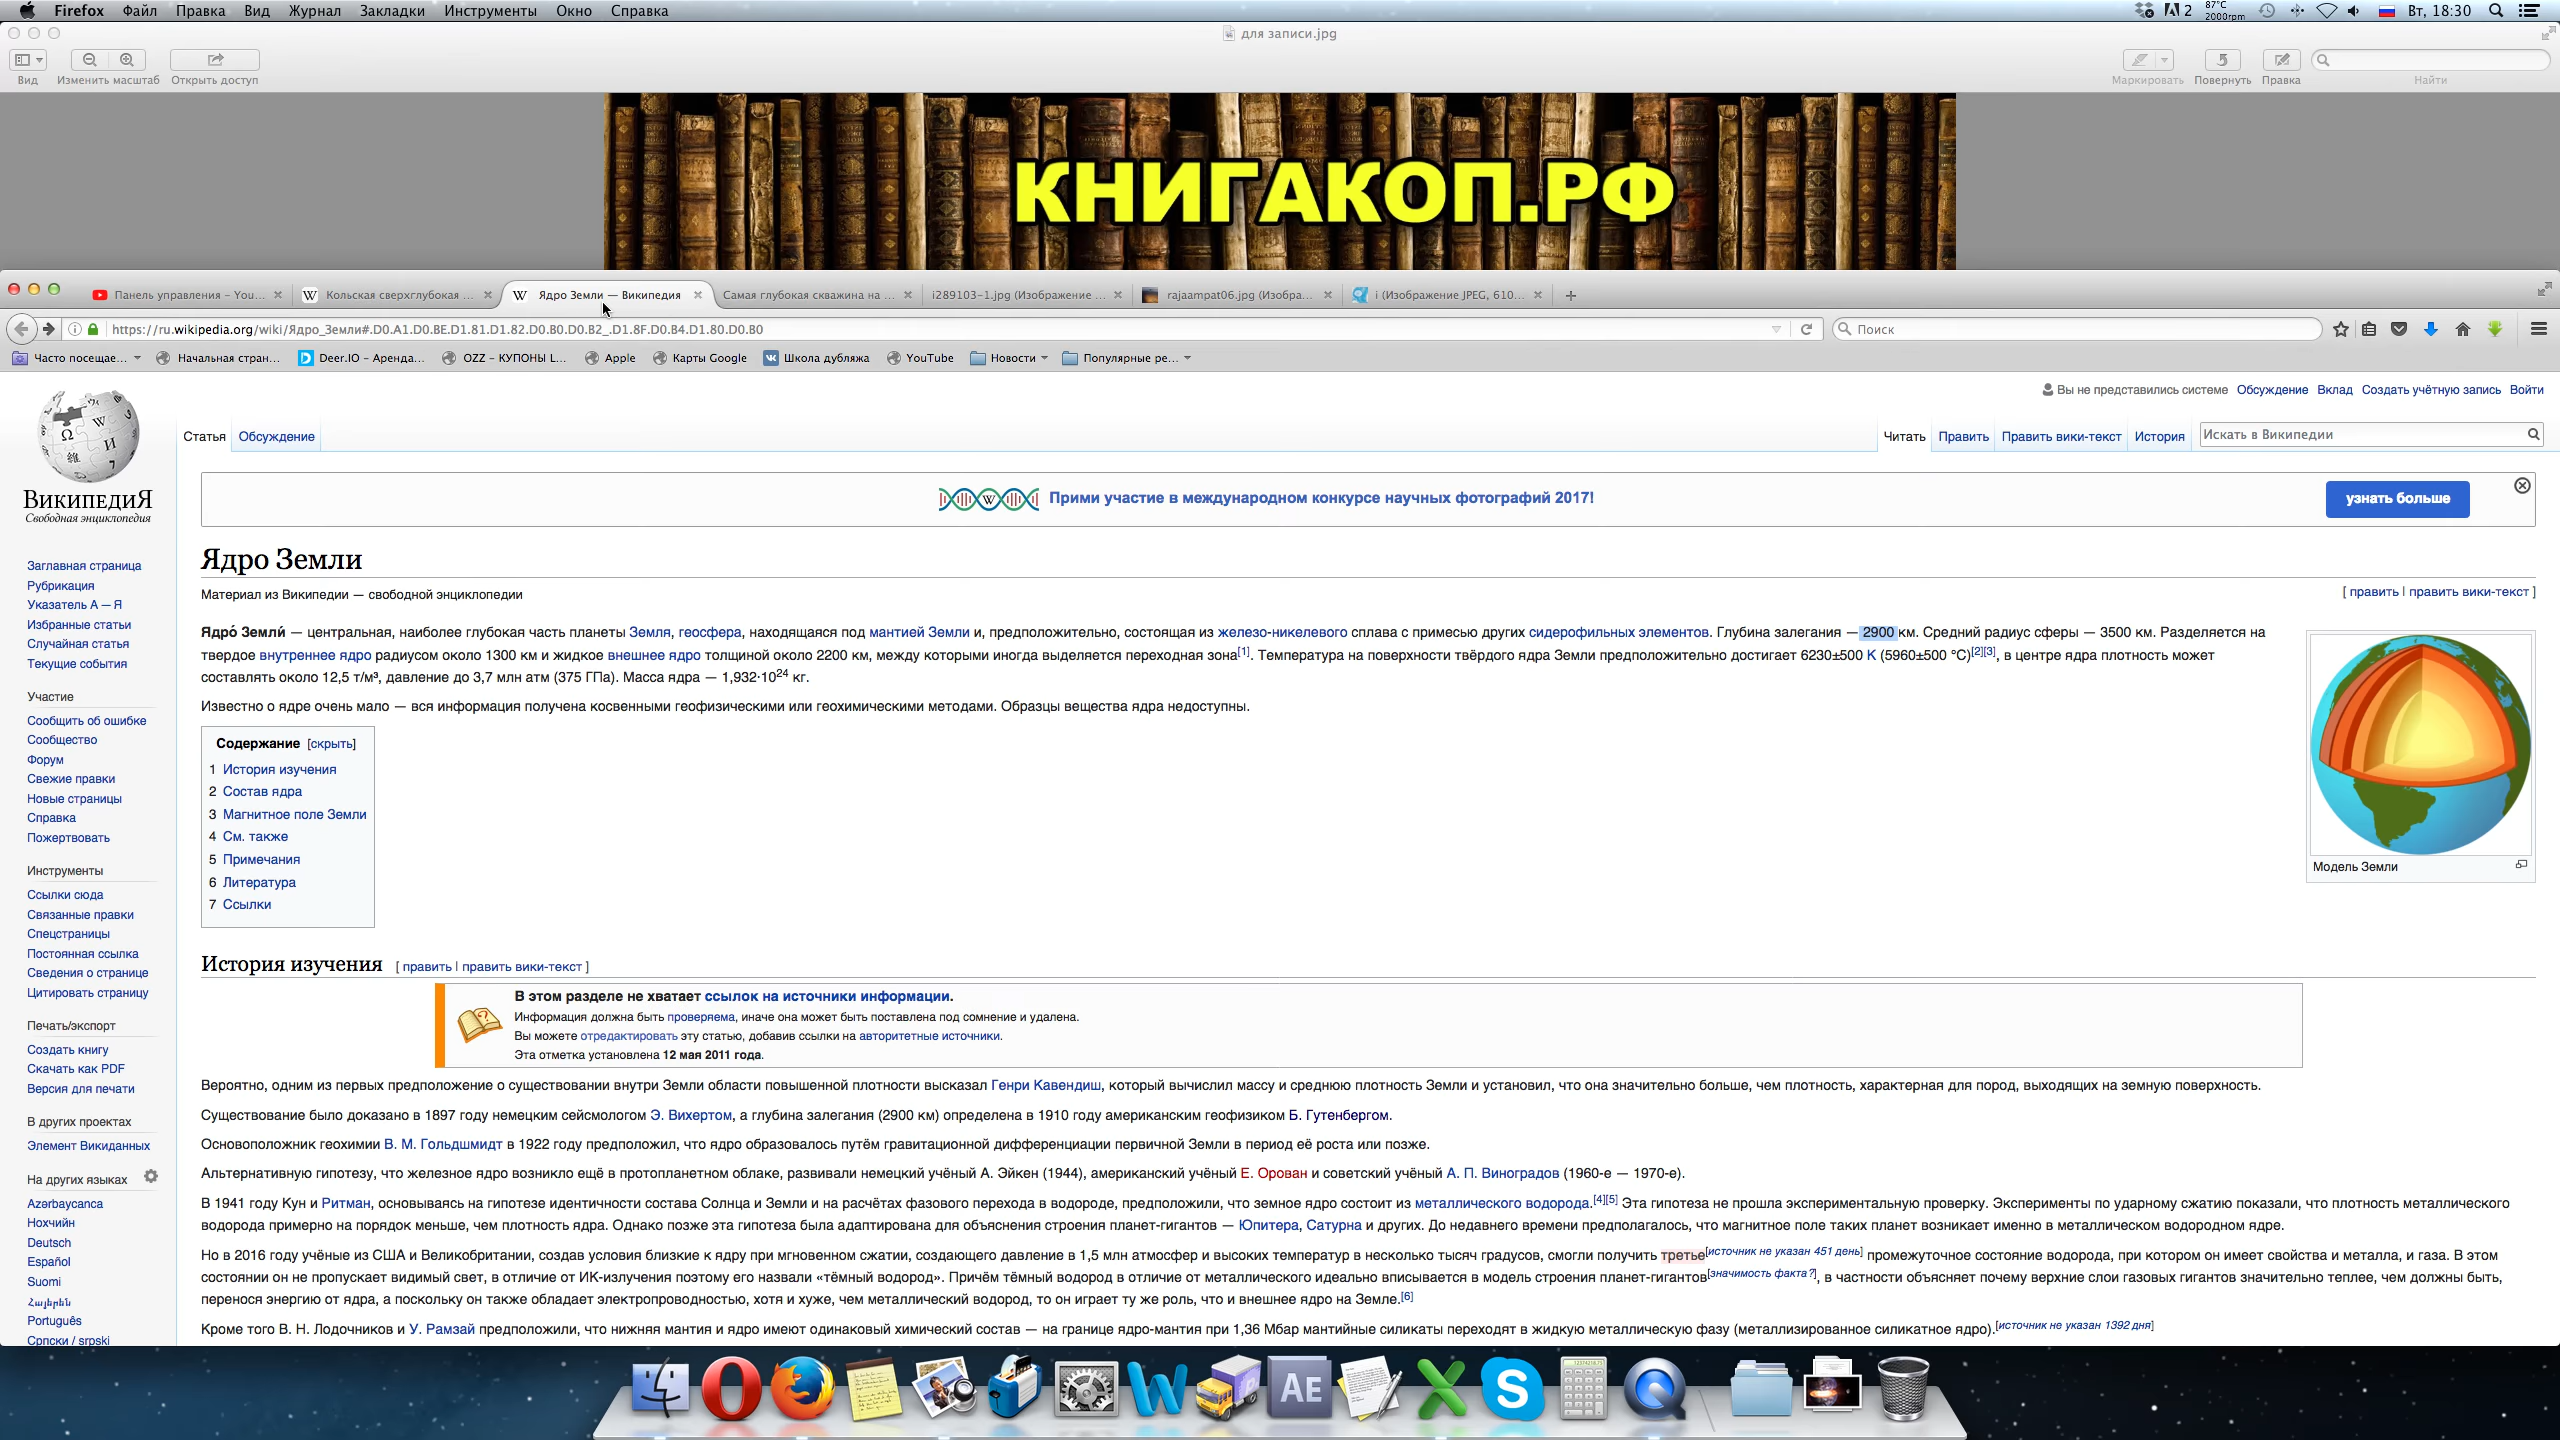 Firefox Файл Правка Вид Журнал Закладки Инструменты Окно Справка
2 87°C 2000rpm Вт, 18:30
для записи.jpg
Вид Изменить масштаб Открыть доступ
Маркировать Повернуть Правка Найти
КНИГАКОП.РФ
Панель управления – You... Кольская сверхглубокая ... Ядро Земли — Википедия Самая глубокая скважина на ... i289103-1.jpg (Изображение ... rajaampat06.jpg (Изобра... i (Изображение JPEG, 610...
https://ru.wikipedia.org/wiki/Ядро_Земли#.D0.A1.D0.BE.D1.81.D1.82.D0.B0.D0.B2_.D1.8F.D0.B4.D1.80.D0.B0
Поиск
Часто посещае... Начальная стран... Deer.IO – Аренда... OZZ – КУПОНЫ L... Apple Карты Google Школа дубляжа YouTube Новости Популярные ре...
Вы не представились системе Обсуждение Вклад Создать учётную запись Войти
Статья Обсуждение
Читать Править Править вики-текст История Искать в Википедии
ВикипедиЯ
Свободная энциклопедия
Прими участие в международном конкурсе научных фотографий 2017!
узнать больше
Заглавная страница
Рубрикация
Указатель А — Я
Избранные статьи
Случайная статья
Текущие события
Участие
Сообщить об ошибке
Сообщество
Форум
Свежие правки
Новые страницы
Справка
Пожертвовать
Инструменты
Ссылки сюда
Связанные правки
Спецстраницы
Постоянная ссылка
Сведения о странице
Цитировать страницу
Печать/экспорт
Создать книгу
Скачать как PDF
Версия для печати
В других проектах
Элемент Викиданных
На других языках
Azərbaycanca
Нохчийн
Deutsch
Español
Suomi
Հայերեն
Português
Српски / srpski
Ядро Земли
Материал из Википедии — свободной энциклопедии
[ править | править вики-текст ]
Ядро́ Земли́ — центральная, наиболее глубокая часть планеты Земля, геосфера, находящаяся под мантией Земли и, предположительно, состоящая из железо-никелевого сплава с примесью других сидерофильных элементов. Глубина залегания — 2900 км. Средний радиус сферы — 3500 км. Разделяется на
твердое внутреннее ядро радиусом около 1300 км и жидкое внешнее ядро толщиной около 2200 км, между которыми иногда выделяется переходная зона[1]. Температура на поверхности твёрдого ядра Земли предположительно достигает 6230±500 K (5960±500 °C)[2][3], в центре ядра плотность может
составлять около 12,5 т/м³, давление до 3,7 млн атм (375 ГПа). Масса ядра — 1,932·10²⁴ кг.
Известно о ядре очень мало — вся информация получена косвенными геофизическими или геохимическими методами. Образцы вещества ядра недоступны.
Модель Земли
Содержание [скрыть]
1 История изучения
2 Состав ядра
3 Магнитное поле Земли
4 См. также
5 Примечания
6 Литература
7 Ссылки
История изучения [ править | править вики-текст ]
В этом разделе не хватает ссылок на источники информации.
Информация должна быть проверяема, иначе она может быть поставлена под сомнение и удалена.
Вы можете отредактировать эту статью, добавив ссылки на авторитетные источники.
Эта отметка установлена 12 мая 2011 года.
Вероятно, одним из первых предположение о существовании внутри Земли области повышенной плотности высказал Генри Кавендиш, который вычислил массу и среднюю плотность Земли и установил, что она значительно больше, чем плотность, характерная для пород, выходящих на земную поверхность.
Существование было доказано в 1897 году немецким сейсмологом Э. Вихертом, а глубина залегания (2900 км) определена в 1910 году американским геофизиком Б. Гутенбергом.
Основоположник геохимии В. М. Гольдшмидт в 1922 году предположил, что ядро образовалось путём гравитационной дифференциации первичной Земли в период её роста или позже.
Альтернативную гипотезу, что железное ядро возникло ещё в протопланетном облаке, развивали немецкий учёный А. Эйкен (1944), американский учёный Е. Орован и советский учёный А. П. Виноградов (1960-е — 1970-е).
В 1941 году Кун и Ритман, основываясь на гипотезе идентичности состава Солнца и Земли и на расчётах фазового перехода в водороде, предположили, что земное ядро состоит из металлического водорода.[4][5] Эта гипотеза не прошла экспериментальную проверку. Эксперименты по ударному сжатию показали, что плотность металлического
водорода примерно на порядок меньше, чем плотность ядра. Однако позже эта гипотеза была адаптирована для объяснения строения планет-гигантов — Юпитера, Сатурна и других. До недавнего времени предполагалось, что магнитное поле таких планет возникает именно в металлическом водородном ядре.
Но в 2016 году учёные из США и Великобритании, создав условия близкие к ядру при мгновенном сжатии, создающего давление в 1,5 млн атмосфер и высоких температур в несколько тысяч градусов, смогли получить третье[источник не указан 451 день] промежуточное состояние водорода, при котором он имеет свойства и металла, и газа. В этом
состоянии он не пропускает видимый свет, в отличие от ИК-излучения поэтому его назвали «тёмный водород». Причём тёмный водород в отличие от металлического идеально вписывается в модель строения планет-гигантов[значимость факта?], в частности объясняет почему верхние слои газовых гигантов значительно теплее, чем должны быть,
перенося энергию от ядра, а поскольку он также обладает электропроводностью, хотя и хуже, чем металлический водород, то он играет ту же роль, что и внешнее ядро на Земле.[6]
Кроме того В. Н. Лодочников и У. Рамзай предположили, что нижняя мантия и ядро имеют одинаковый химический состав — на границе ядро-мантия при 1,36 Мбар мантийные силикаты переходят в жидкую металлическую фазу (металлизированное силикатное ядро).[источник не указан 1392 дня]
AE